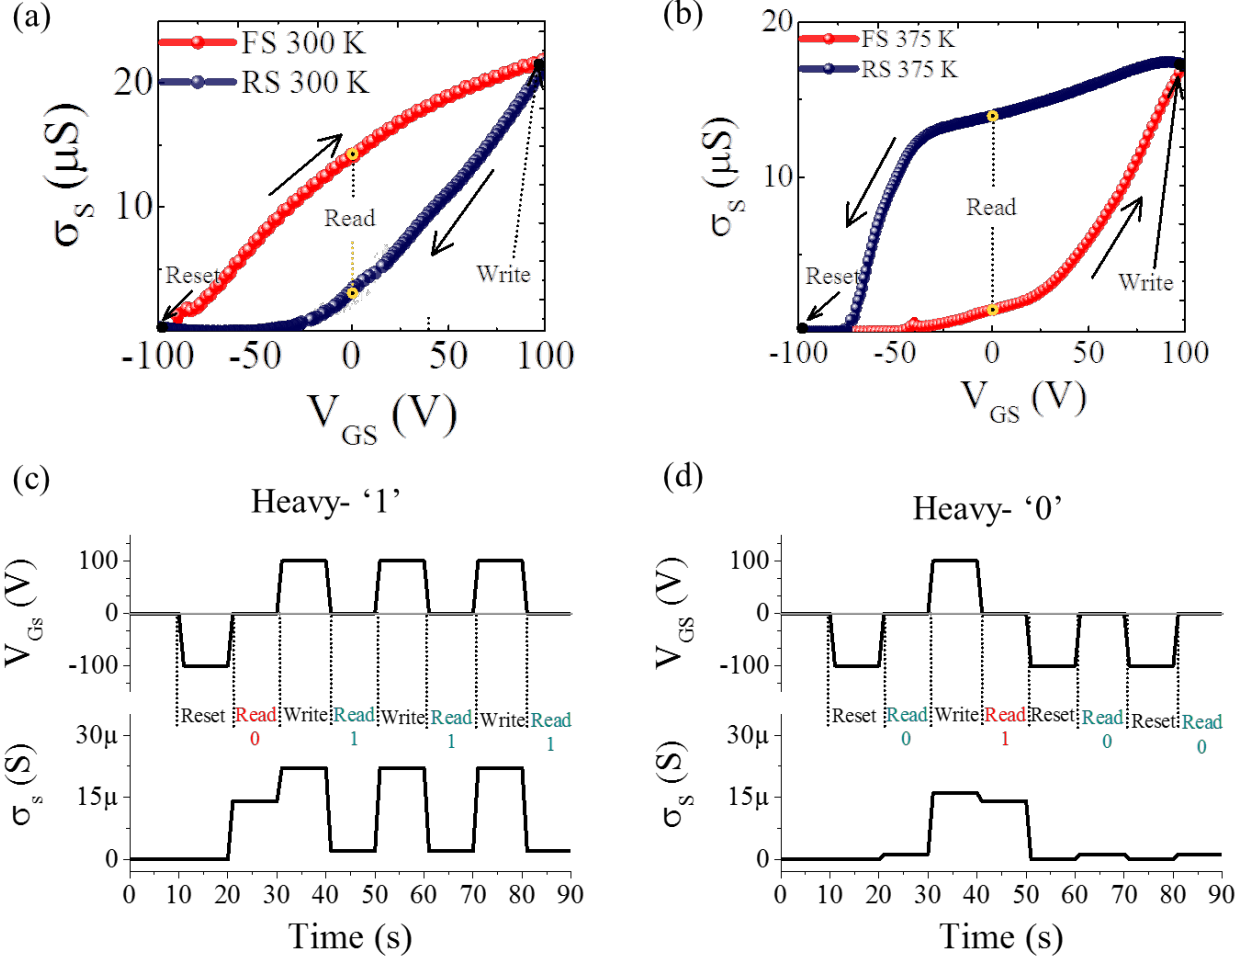 (a)
FS 300 K
RS 300 K
20
10
σS (μS)
Read
Reset
Write
-100 -50 0 50 100
VGS (V)
(b)
20
10
FS 375 K
RS 375 K
σS (μS)
Read
Reset
Write
-100 -50 0 50 100
VGS (V)
(c)
Heavy- ‘1’
VGs (V)
100
0
-100
Reset Read Write Read Write Read Write Read
0 1 1 1
σs (S)
30μ
15μ
0
0 10 20 30 40 50 60 70 80 90
Time (s)
(d)
Heavy- ‘0’
VGS (V)
100
0
-100
Reset Read Write Read Reset Read Reset Read
0 1 0 0
σS (S)
30μ
15μ
0
0 10 20 30 40 50 60 70 80 90
Time (s)